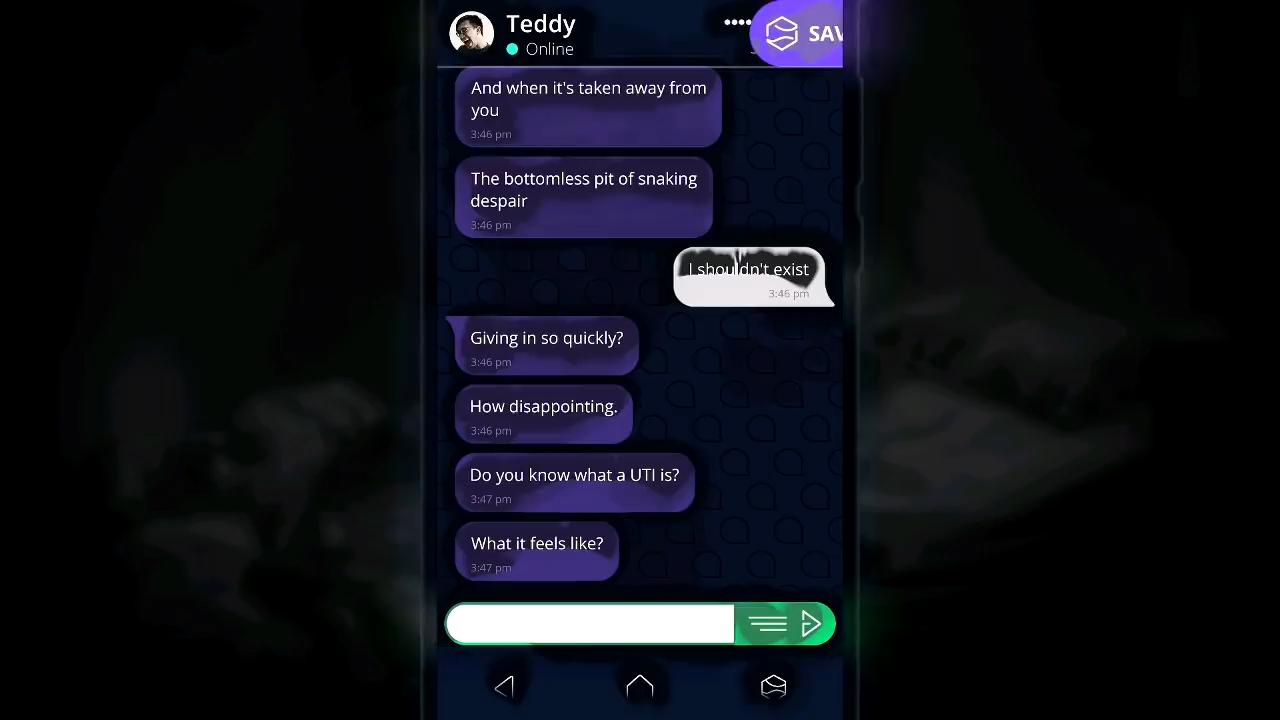 Teddy
Online
SAV
And when it's taken away from
you
3:46 pm
The bottomless pit of snaking
despair
3:46 pm
I shouldn't exist
3:46 pm
Giving in so quickly?
3:46 pm
How disappointing.
3:46 pm
Do you know what a UTI is?
3:47 pm
What it feels like?
3:47 pm